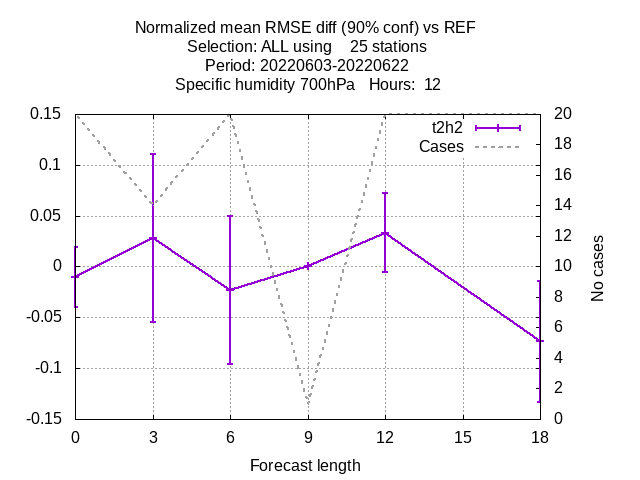 Normalized mean RMSE diff (90% conf) vs REF
Selection: ALL using    25 stations
Period: 20220603-20220622
Specific humidity 700hPa   Hours:  12
0.15
0.1
0.05
0
-0.05
-0.1
-0.15
t2h2
Cases
20
18
16
14
12
10
8
6
4
2
0
No cases
0 3 6 9 12 15 18
Forecast length